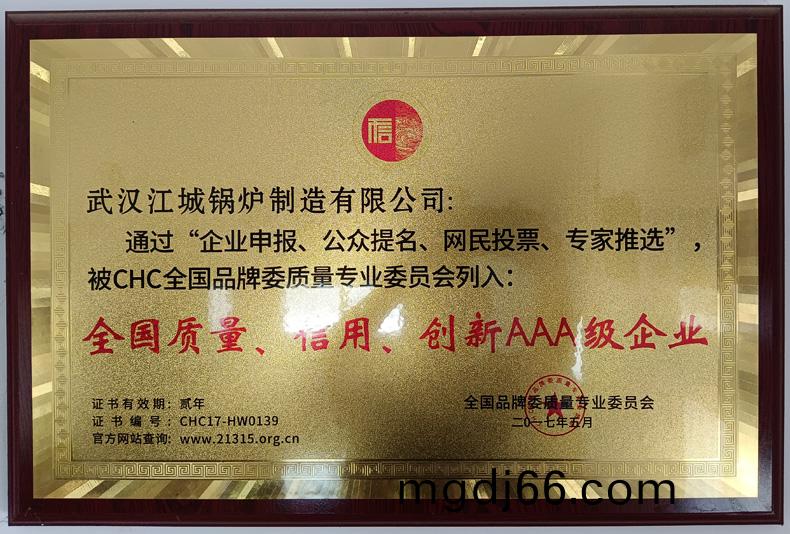 信
武汉江城锅炉制造有限公司:
通过“企业申报、公众提名、网民投票、专家推选”，
被CHC全国品牌委质量专业委员会列入:
全国质量、信用、创新AAA级企业
证书有效期: 贰年
证书编号: CHC17-HW0139
官方网站查询: www.21315.org.cn
全国品牌委质量专业委员会
二〇一七年五月
mgdj66.com